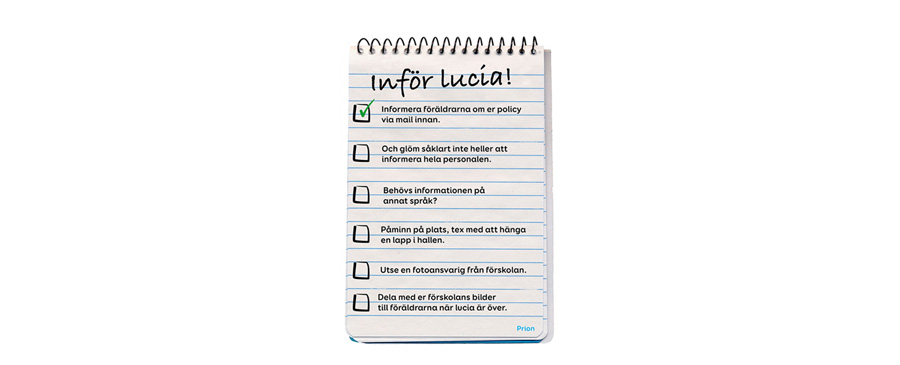 Inför lucia!
Informera föräldrarna om er policy
via mail innan.
Och glöm såklart inte heller att
informera hela personalen.
Behövs informationen på
annat språk?
Påminn på plats, tex med att hänga
en lapp i hallen.
Utse en fotoansvarig från förskolan.
Dela med er förskolans bilder
till föräldrarna när lucia är över.
Prion